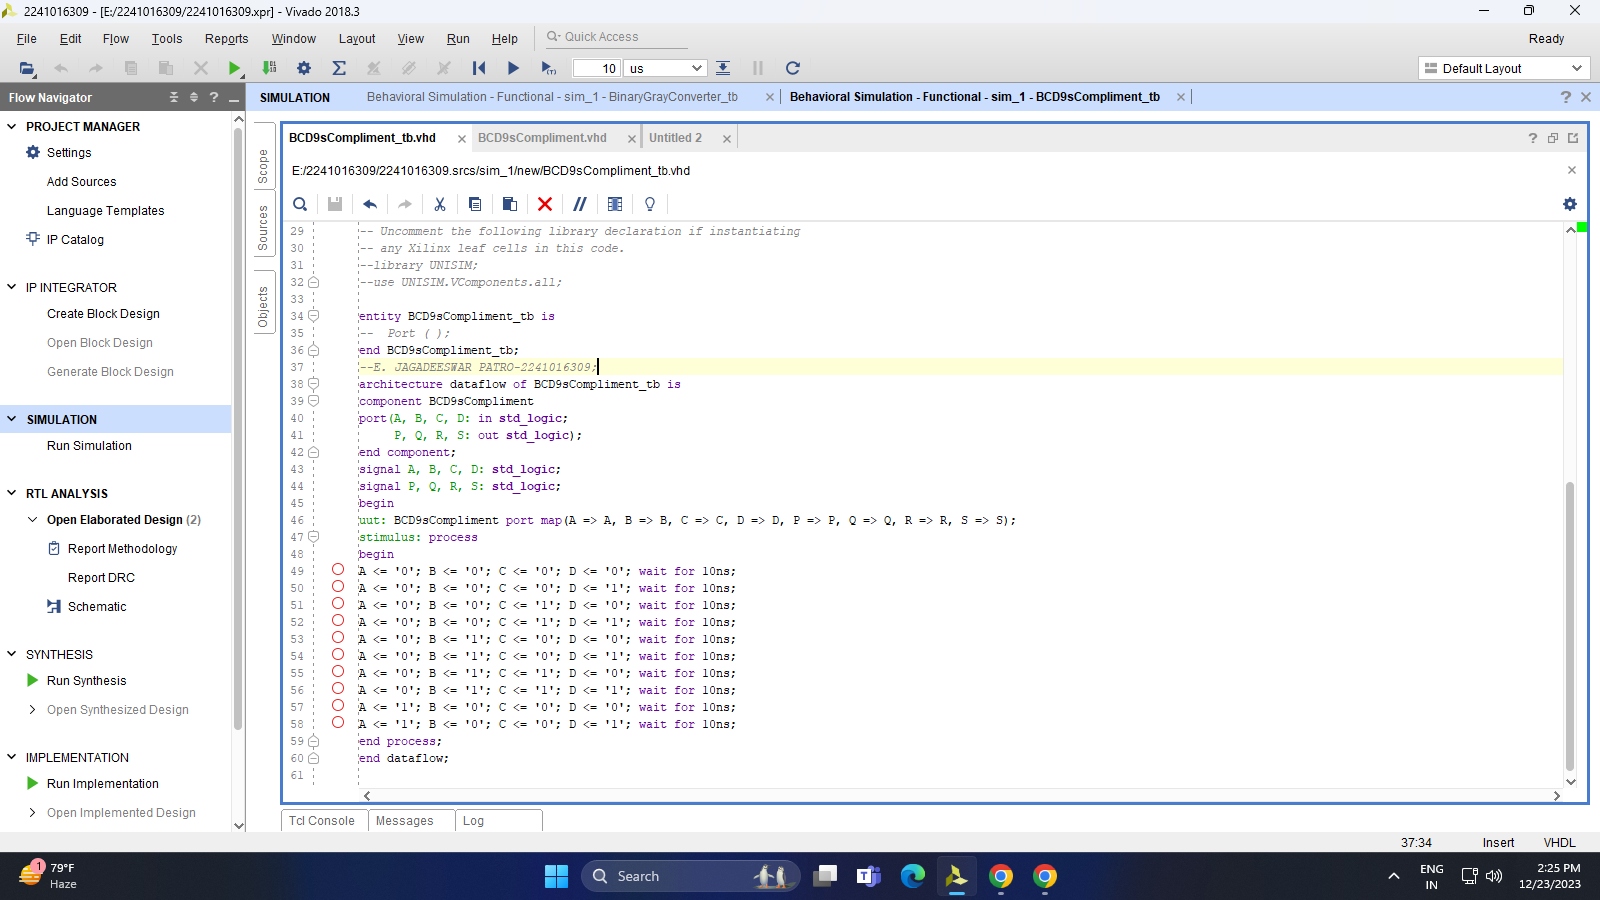 2241016309 - [E:/2241016309/2241016309.xpr] - Vivado 2018.3
File Edit Flow Tools Reports Window Layout View Run Help Quick Access Ready
10 us Default Layout
Flow Navigator
SIMULATION Behavioral Simulation - Functional - sim_1 - BinaryGrayConverter_tb Behavioral Simulation - Functional - sim_1 - BCD9sCompliment_tb
PROJECT MANAGER
Settings
Add Sources
Language Templates
IP Catalog
IP INTEGRATOR
Create Block Design
Open Block Design
Generate Block Design
SIMULATION
Run Simulation
RTL ANALYSIS
Open Elaborated Design (2)
Report Methodology
Report DRC
Schematic
SYNTHESIS
Run Synthesis
Open Synthesized Design
IMPLEMENTATION
Run Implementation
Open Implemented Design
Scope
Sources
Objects
BCD9sCompliment_tb.vhd BCD9sCompliment.vhd Untitled 2
E:/2241016309/2241016309.srcs/sim_1/new/BCD9sCompliment_tb.vhd
29 -- Uncomment the following library declaration if instantiating
30 -- any Xilinx leaf cells in this code.
31 --library UNISIM;
32 --use UNISIM.VComponents.all;
33
34 entity BCD9sCompliment_tb is
35 --  Port ( );
36 end BCD9sCompliment_tb;
37 --E. JAGADEESWAR PATRO-2241016309;
38 architecture dataflow of BCD9sCompliment_tb is
39 component BCD9sCompliment
40 port(A, B, C, D: in std_logic;
41      P, Q, R, S: out std_logic);
42 end component;
43 signal A, B, C, D: std_logic;
44 signal P, Q, R, S: std_logic;
45 begin
46 uut: BCD9sCompliment port map(A => A, B => B, C => C, D => D, P => P, Q => Q, R => R, S => S);
47 stimulus: process
48 begin
49 A <= '0'; B <= '0'; C <= '0'; D <= '0'; wait for 10ns;
50 A <= '0'; B <= '0'; C <= '0'; D <= '1'; wait for 10ns;
51 A <= '0'; B <= '0'; C <= '1'; D <= '0'; wait for 10ns;
52 A <= '0'; B <= '0'; C <= '1'; D <= '1'; wait for 10ns;
53 A <= '0'; B <= '1'; C <= '0'; D <= '0'; wait for 10ns;
54 A <= '0'; B <= '1'; C <= '0'; D <= '1'; wait for 10ns;
55 A <= '0'; B <= '1'; C <= '1'; D <= '0'; wait for 10ns;
56 A <= '0'; B <= '1'; C <= '1'; D <= '1'; wait for 10ns;
57 A <= '1'; B <= '0'; C <= '0'; D <= '0'; wait for 10ns;
58 A <= '1'; B <= '0'; C <= '0'; D <= '1'; wait for 10ns;
59 end process;
60 end dataflow;
61
Tcl Console Messages Log
37:34 Insert VHDL
1 79°F
Haze
Search
ENG
IN
2:25 PM
12/23/2023